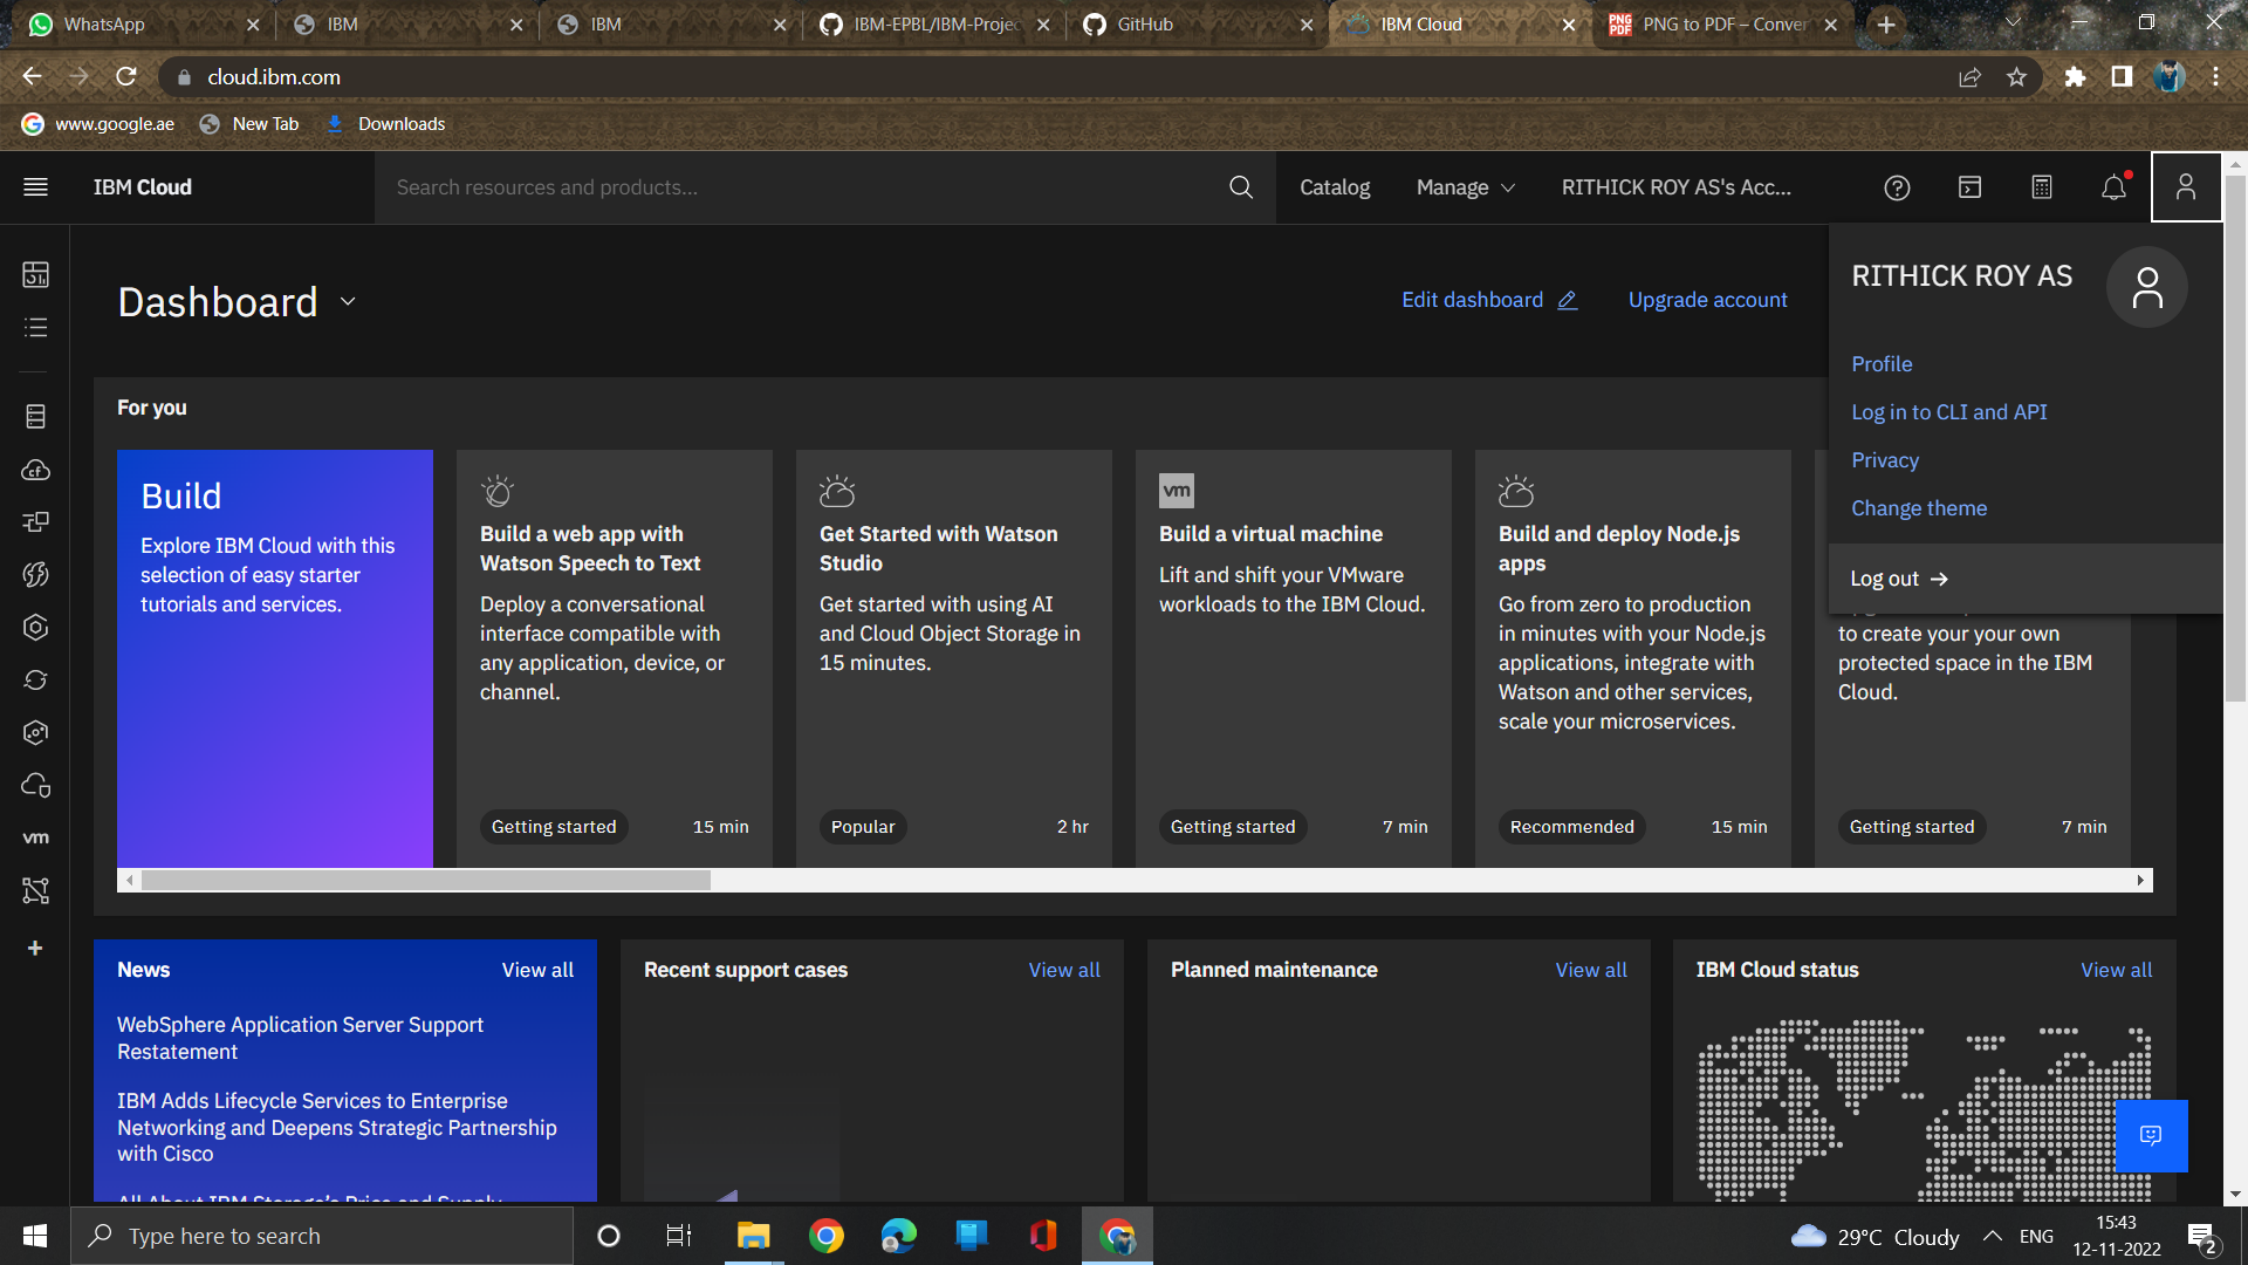 WhatsApp
IBM
IBM
IBM-EPBL/IBM-Projec
GitHub
IBM Cloud
PNG PDF
PNG to PDF – Conver
cloud.ibm.com
www.google.ae
New Tab
Downloads
IBM Cloud
Search resources and products...
Catalog
Manage
RITHICK ROY AS's Acc...
RITHICK ROY AS
Profile
Log in to CLI and API
Privacy
Change theme
Log out →
Dashboard
Edit dashboard
Upgrade account
For you
Build
Explore IBM Cloud with this
selection of easy starter
tutorials and services.
Build a web app with
Watson Speech to Text
Deploy a conversational
interface compatible with
any application, device, or
channel.
Getting started
15 min
Get Started with Watson
Studio
Get started with using AI
and Cloud Object Storage in
15 minutes.
Popular
2 hr
vm
Build a virtual machine
Lift and shift your VMware
workloads to the IBM Cloud.
Getting started
7 min
Build and deploy Node.js
apps
Go from zero to production
in minutes with your Node.js
applications, integrate with
Watson and other services,
scale your microservices.
Recommended
15 min
to create your your own
protected space in the IBM
Cloud.
Getting started
7 min
cf
vm
News
View all
WebSphere Application Server Support
Restatement
IBM Adds Lifecycle Services to Enterprise
Networking and Deepens Strategic Partnership
with Cisco
All About IBM Storage's Price and Supply
Recent support cases
View all
Planned maintenance
View all
IBM Cloud status
View all
Type here to search
29°C Cloudy
ENG
15:43
12-11-2022
2